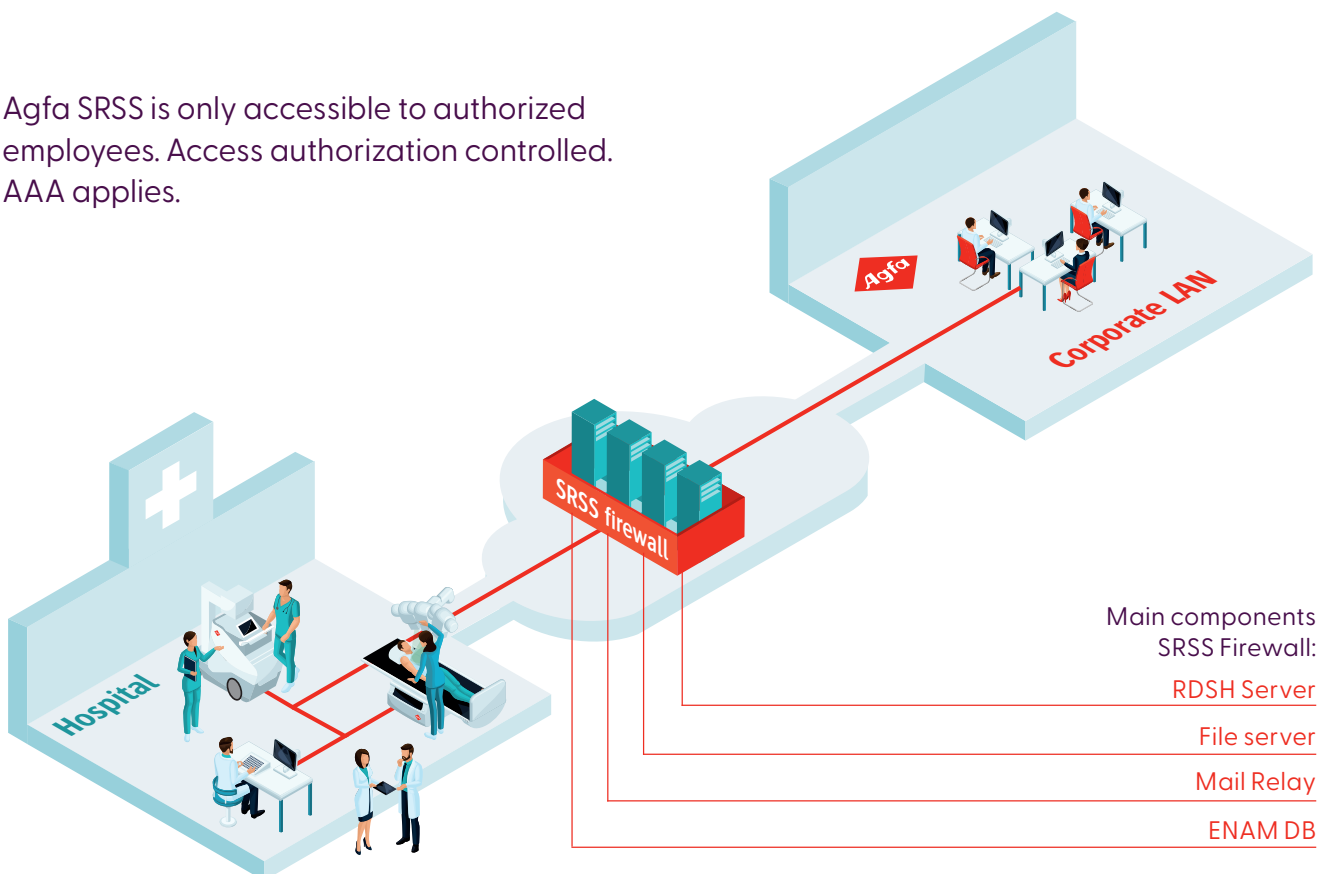 Agfa SRSS is only accessible to authorized
employees. Access authorization controlled.
AAA applies.
Agfa
Corporate LAN
SRSS firewall
Hospital
Main components
SRSS Firewall:
RDSH Server
File server
Mail Relay
ENAM DB